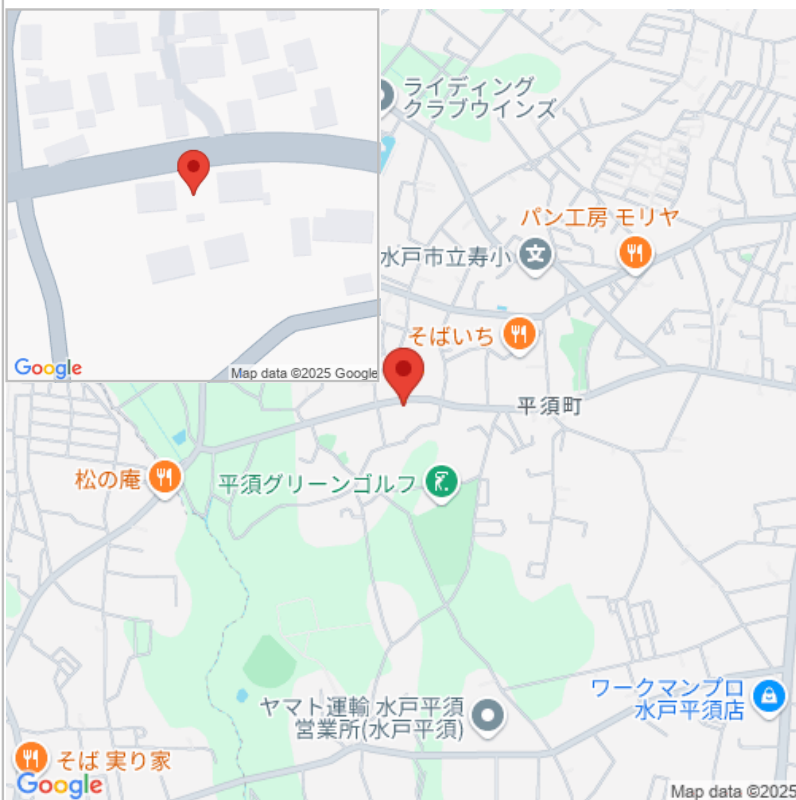 ライディング
クラブウインズ
パン工房 モリヤ
水戸市立寿小
文
そばいち
Google
Map data ©2025 Google
平須町
松の庵
平須グリーンゴルフ
ワークマンプロ
水戸平須店
ヤマト運輸 水戸平須
営業所(水戸平須)
そば 実り家
Google
Map data ©2025